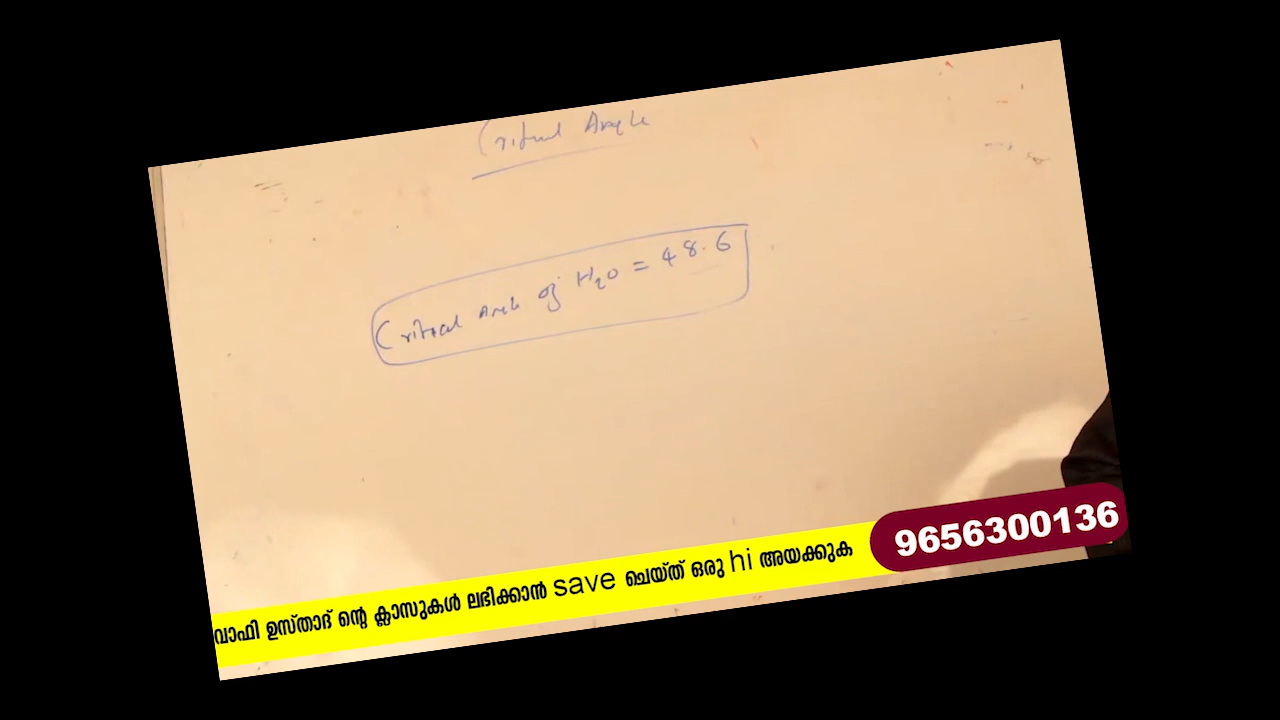 Critical Angle
Critical Angle of H₂O = 48.6
വാഫി ഉസ്താദ് ന്റെ ക്ലാസുകൾ ലഭിക്കാൻ save ചെയ്ത് ഒരു hi അയക്കുക
9656300136